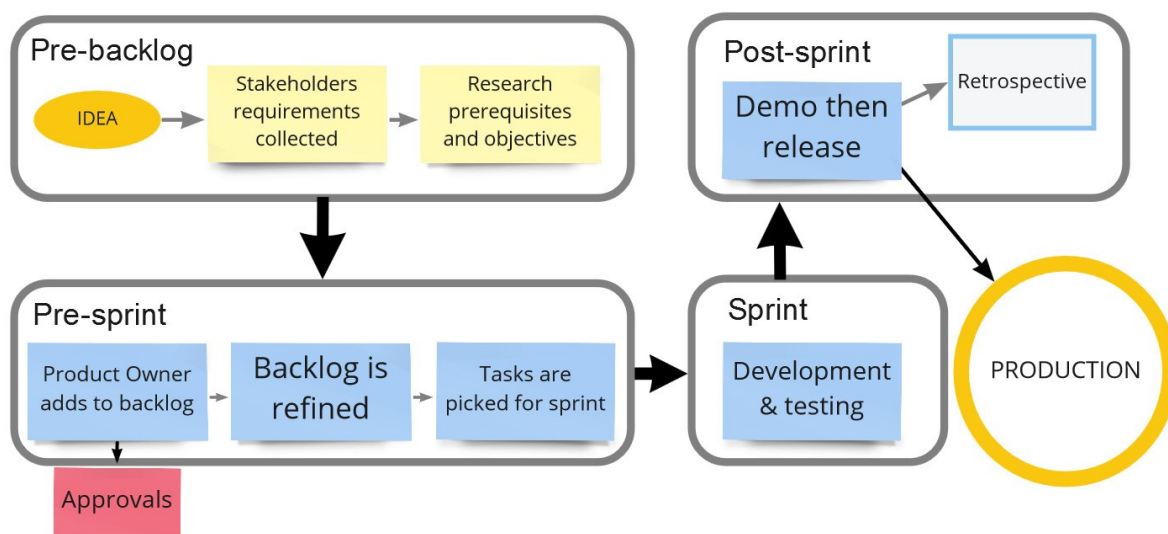 Pre-backlog
IDEA
Stakeholders
requirements
collected
Research
prerequisites
and objectives
Pre-sprint
Product Owner
adds to backlog
Backlog is
refined
Tasks are
picked for sprint
Approvals
Sprint
Development
& testing
Post-sprint
Demo then
release
Retrospective
PRODUCTION